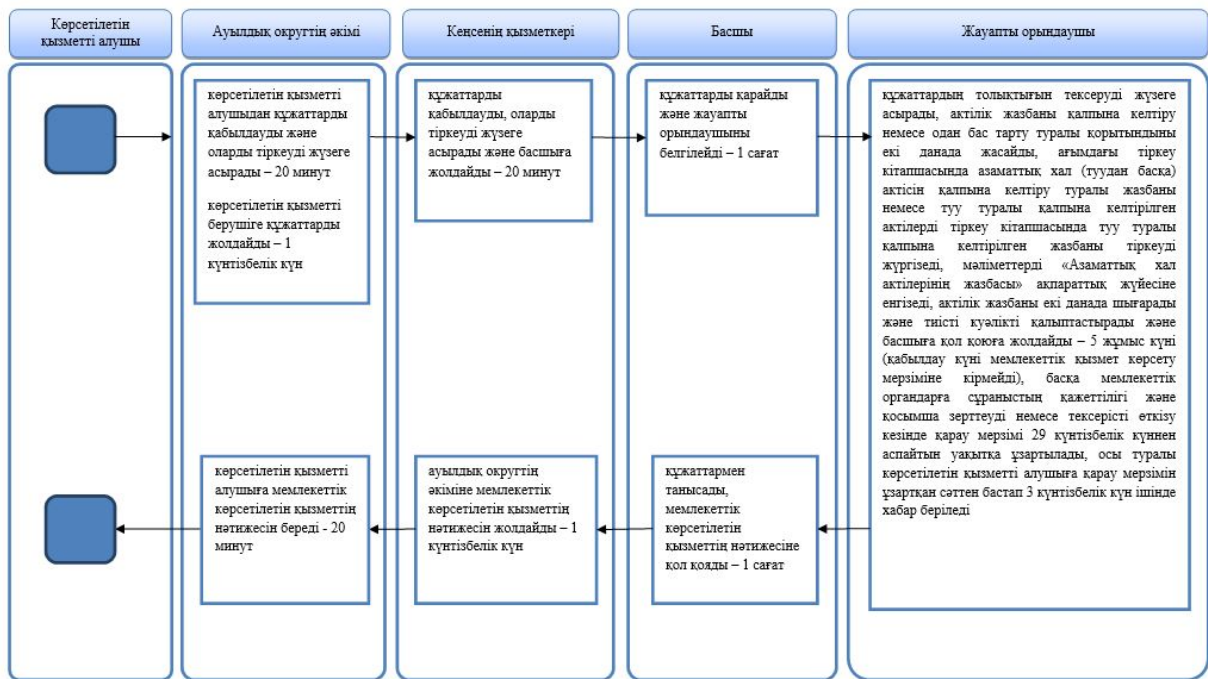 Көрсетілетін
қызметті алушы
Ауылдық округтің әкімі
Кеңсенің қызметкері
Басшы
Жауапты орындаушы
көрсетілетін қызметті
алушыдан құжаттарды
қабылдауды және
оларды тіркеуді жүзеге
асырады – 20 минут
көрсетілетін қызметті
берушіге құжаттарды
жолдайды – 1
күнтізбелік күн
құжаттарды
қабылдауды, оларды
тіркеуді жүзеге
асырады және басшыға
жолдайды – 20 минут
құжаттарды қарайды
және жауапты
орындаушыны
белгілейді – 1 сағат
құжаттардың толықтығын тексеруді жүзеге
асырады, актілік жазбаны қалпына келтіру
немесе одан бас тарту туралы қорытындыны
екі данада жасайды, ағымдағы тіркеу
кітапшасында азаматтық хал (туудан басқа)
актісін қалпына келтіру туралы жазбаны
немесе туу туралы қалпына келтірілген
актілерді тіркеу кітапшасында туу туралы
қалпына келтірілген жазбаны тіркеуді
жүргізеді, мәліметтерді «Азаматтық хал
актілерінің жазбасы» ақпараттық жүйесіне
енгізеді, актілік жазбаны екі данада шығарады
және тиісті куәлікті қалыптастырады және
басшыға қол қоюға жолдайды – 5 жұмыс күні
(қабылдау күні мемлекеттік қызмет көрсету
мерзіміне кірмейді), басқа мемлекеттік
органдарға сұраныстың қажеттілігі және
қосымша зерттеуді немесе тексерісті өткізу
кезінде қарау мерзімі 29 күнтізбелік күннен
аспайтын уақытқа ұзартылады, осы туралы
көрсетілетін қызметті алушыға қарау мерзімін
ұзартқан сәттен бастап 3 күнтізбелік күн ішінде
хабар беріледі
көрсетілетін қызметті
алушыға мемлекеттік
көрсетілетін қызметтің
нәтижесін береді - 20
минут
ауылдық округтің
әкіміне мемлекеттік
көрсетілетін қызметтің
нәтижесін жолдайды – 1
күнтізбелік күн
құжаттармен
танысады,
мемлекеттік
көрсетілетін
қызметтің нәтижесіне
қол қояды – 1 сағат